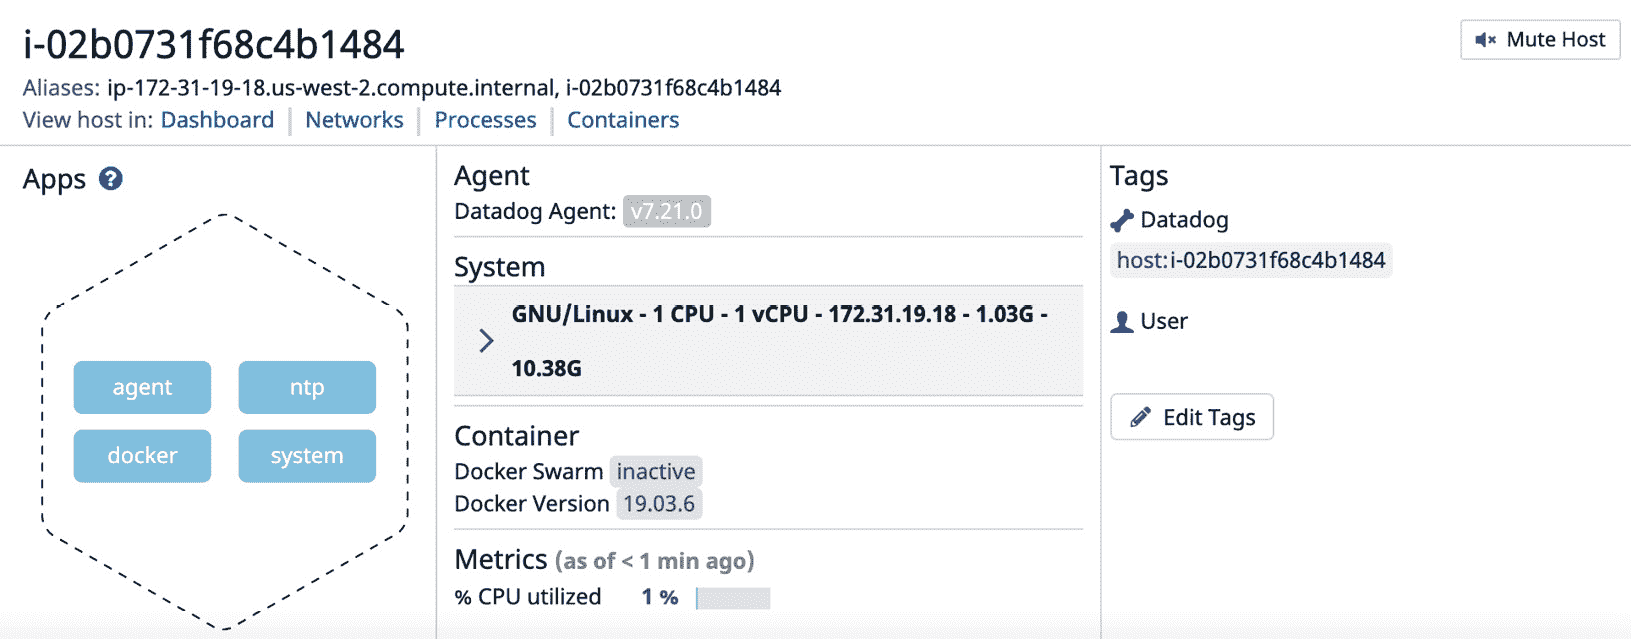 i-02b0731f68c4b1484
Mute Host
Aliases: ip-172-31-19-18.us-west-2.compute.internal, i-02b0731f68c4b1484
View host in: Dashboard Networks Processes Containers
Apps ?
agent
ntp
docker
system
Agent
Datadog Agent: v7.21.0
System
GNU/Linux - 1 CPU - 1 vCPU - 172.31.19.18 - 1.03G -
10.38G
Container
Docker Swarm inactive
Docker Version 19.03.6
Metrics (as of < 1 min ago)
% CPU utilized 1 %
Tags
Datadog
host:i-02b0731f68c4b1484
User
Edit Tags